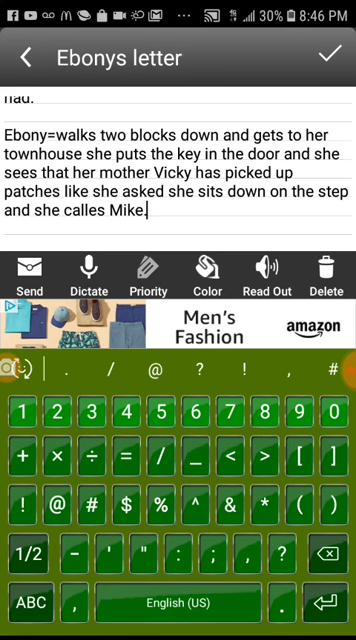 30% 8:46 PM
Ebonys letter
had.
Ebony=walks two blocks down and gets to her
townhouse she puts the key in the door and she
sees that her mother Vicky has picked up
patches like she asked she sits down on the step
and she calles Mike.
Send Dictate Priority Color Read Out Delete
Men's
Fashion
amazon
. / @ ? ! , #
1 2 3 4 5 6 7 8 9 0
+ × ÷ = / _ < > [ ]
! @ # $ % ^ & * ( )
1/2 - ' " : ; , ?
ABC , English (US) .